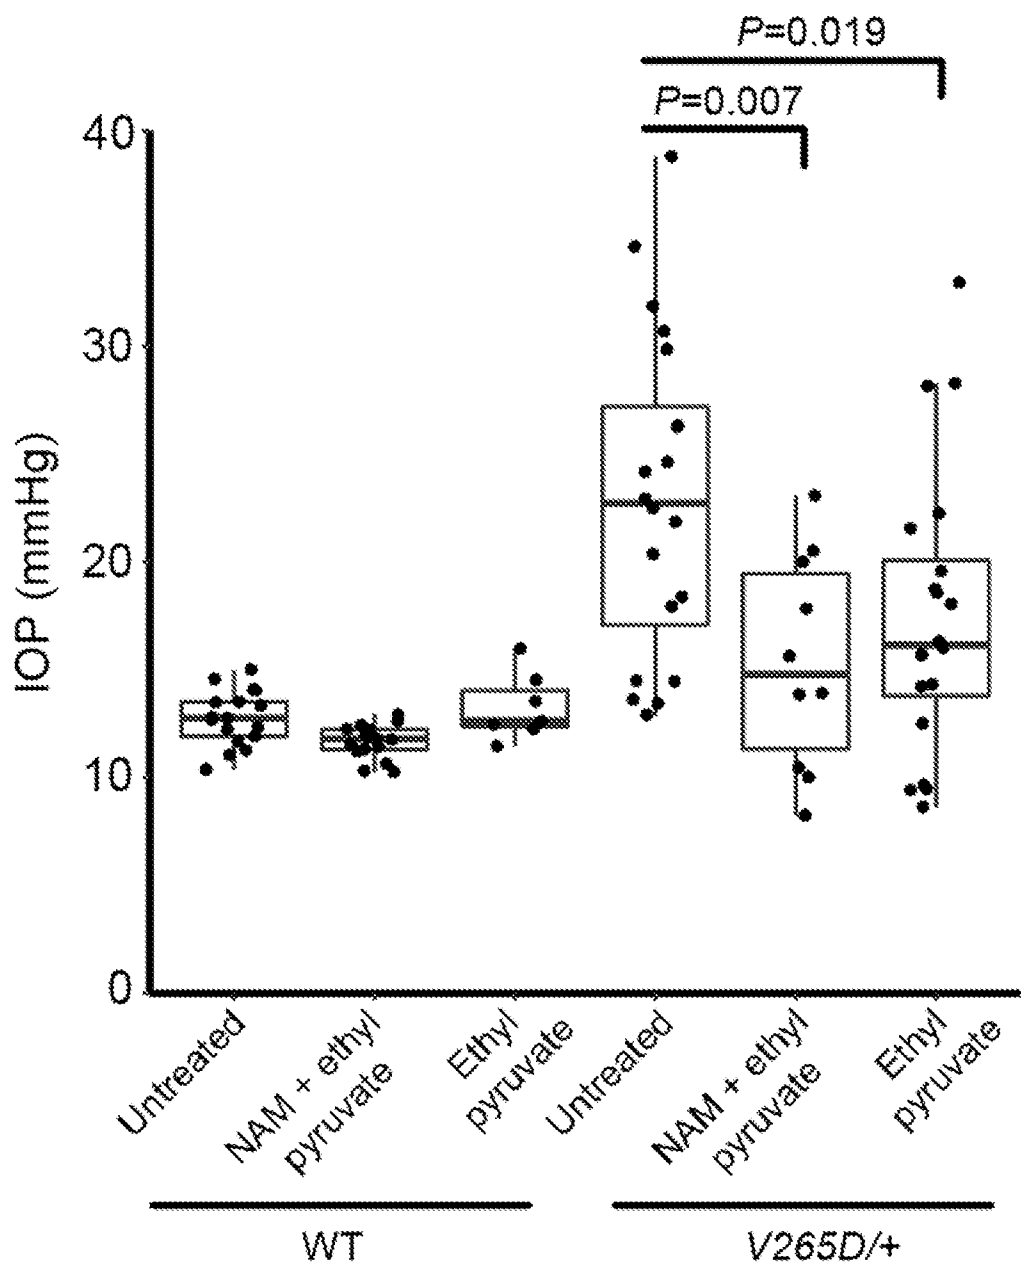 P=0.019
P=0.007
40
30
20
10
0
IOP (mmHg)
Untreated
NAM + ethyl
pyruvate
Ethyl
pyruvate
Untreated
NAM + ethyl
pyruvate
Ethyl
pyruvate
WT
V265D/+